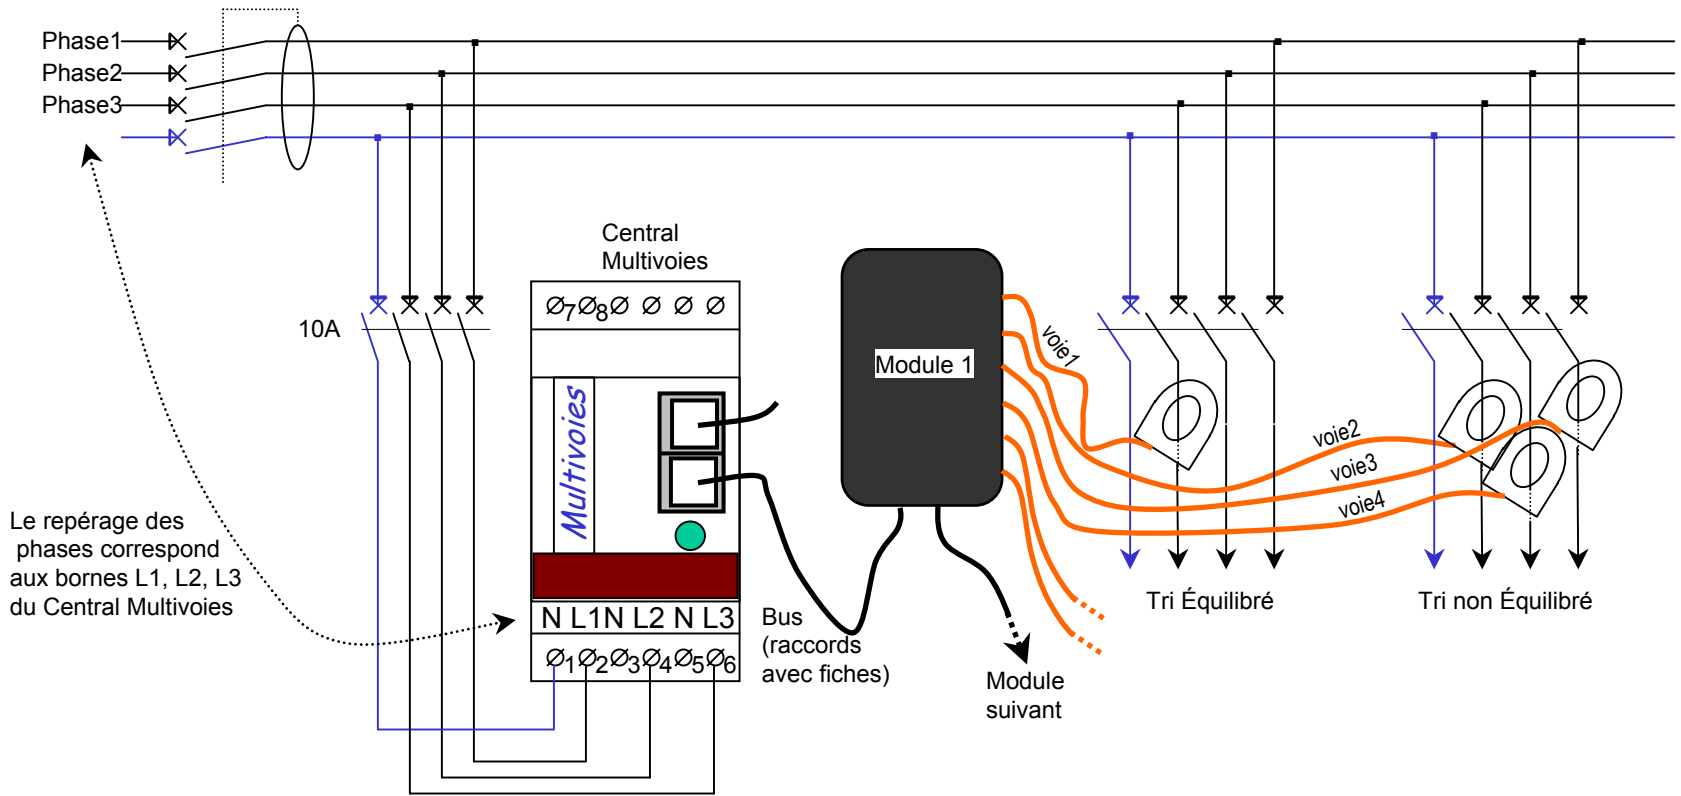 Phase1
Phase2
Phase3
Central
Multivoies
7 8
10A
Multivoies
Module 1
voie1
voie2
voie3
voie4
Le repérage des
phases correspond
aux bornes L1, L2, L3
du Central Multivoies
N L1 N L2 N L3
1 2 3 4 5 6
Bus
(raccords
avec fiches)
Module
suivant
Tri Équilibré
Tri non Équilibré